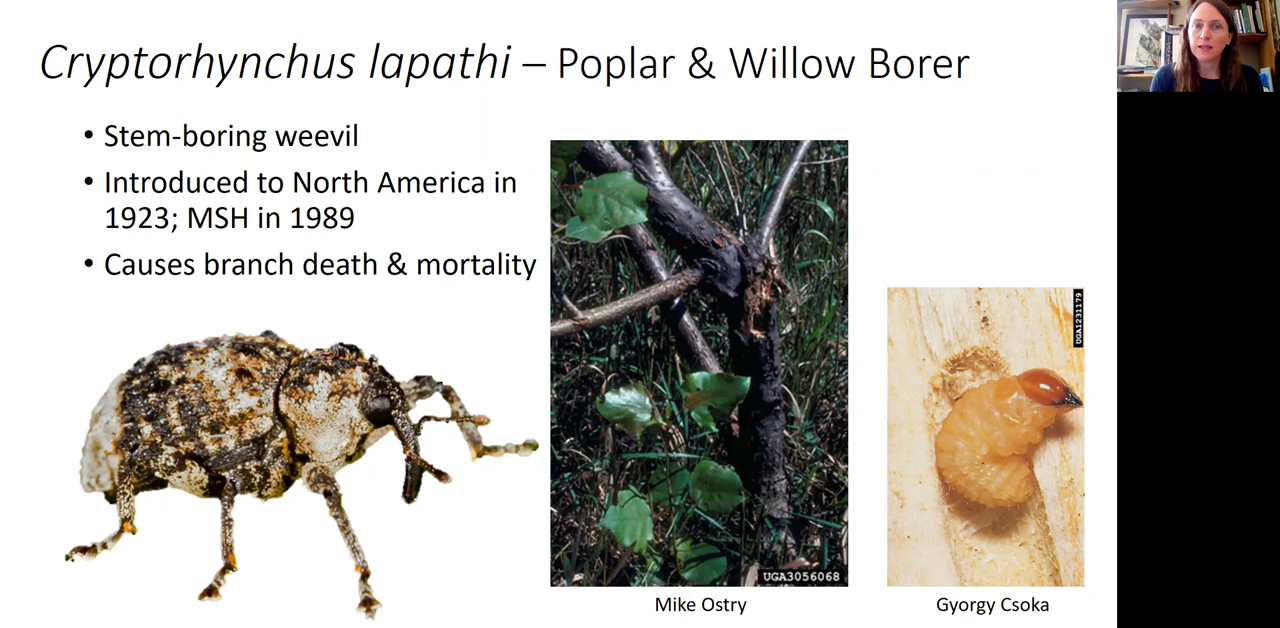 Cryptorhynchus lapathi – Poplar & Willow Borer
• Stem-boring weevil
• Introduced to North America in
1923; MSH in 1989
• Causes branch death & mortality
UGA3056068
Mike Ostry
UGA1231179
Gyorgy Csoka